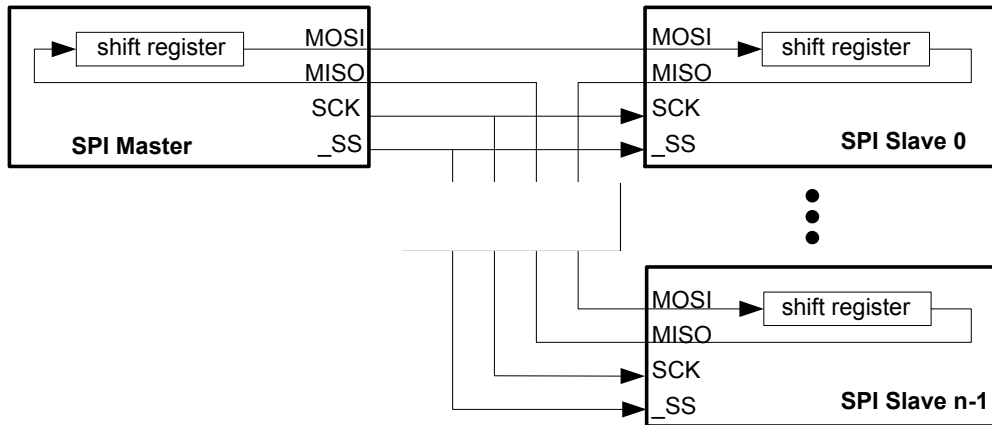 shift register
MOSI
MISO
SCK
_SS
SPI Master
MOSI
shift register
MISO
SCK
_SS
SPI Slave 0
MOSI
shift register
MISO
SCK
_SS
SPI Slave n-1